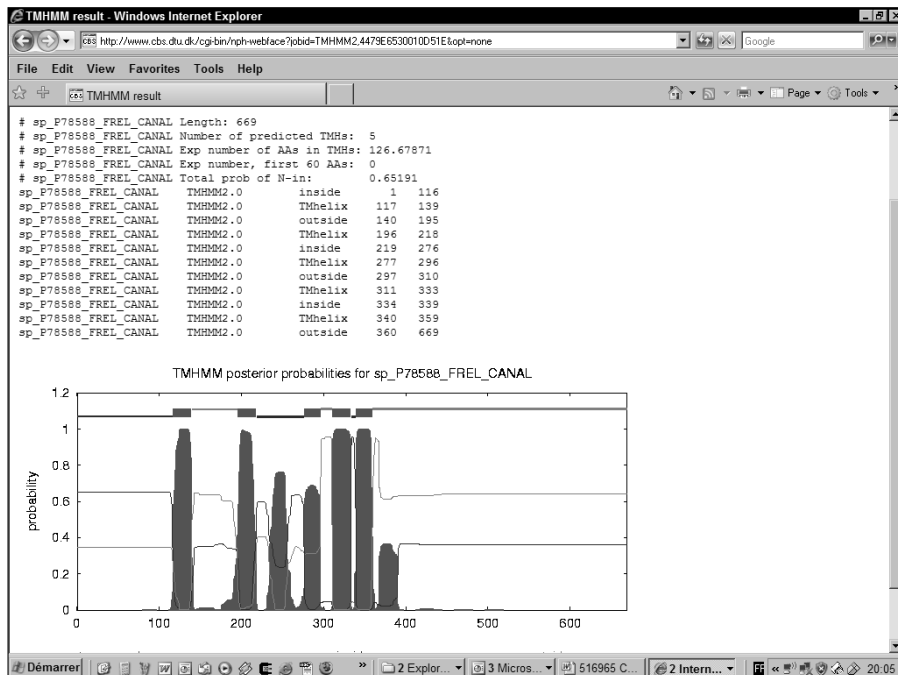 TMHMM result - Windows Internet Explorer
CBS http://www.cbs.dtu.dk/cgi-bin/nph-webface?jobid=TMHMM2,4479E6530010D51E&opt=none Google
File Edit View Favorites Tools Help
CBS TMHMM result Page Tools »
# sp_P78588_FREL_CANAL Length: 669
# sp_P78588_FREL_CANAL Number of predicted TMHs: 5
# sp_P78588_FREL_CANAL Exp number of AAs in TMHs: 126.67871
# sp_P78588_FREL_CANAL Exp number, first 60 AAs: 0
# sp_P78588_FREL_CANAL Total prob of N-in: 0.65191
sp_P78588_FREL_CANAL TMHMM2.0 inside 1 116
sp_P78588_FREL_CANAL TMHMM2.0 TMhelix 117 139
sp_P78588_FREL_CANAL TMHMM2.0 outside 140 195
sp_P78588_FREL_CANAL TMHMM2.0 TMhelix 196 218
sp_P78588_FREL_CANAL TMHMM2.0 inside 219 276
sp_P78588_FREL_CANAL TMHMM2.0 TMhelix 277 296
sp_P78588_FREL_CANAL TMHMM2.0 outside 297 310
sp_P78588_FREL_CANAL TMHMM2.0 TMhelix 311 333
sp_P78588_FREL_CANAL TMHMM2.0 inside 334 339
sp_P78588_FREL_CANAL TMHMM2.0 TMhelix 340 359
sp_P78588_FREL_CANAL TMHMM2.0 outside 360 669
TMHMM posterior probabilities for sp_P78588_FREL_CANAL
1.2
1
0.8
0.6
0.4
0.2
0
probability
0 100 200 300 400 500 600
Démarrer » 2 Explor... 3 Micros... 516965 C... 2 Intern... « 20:05